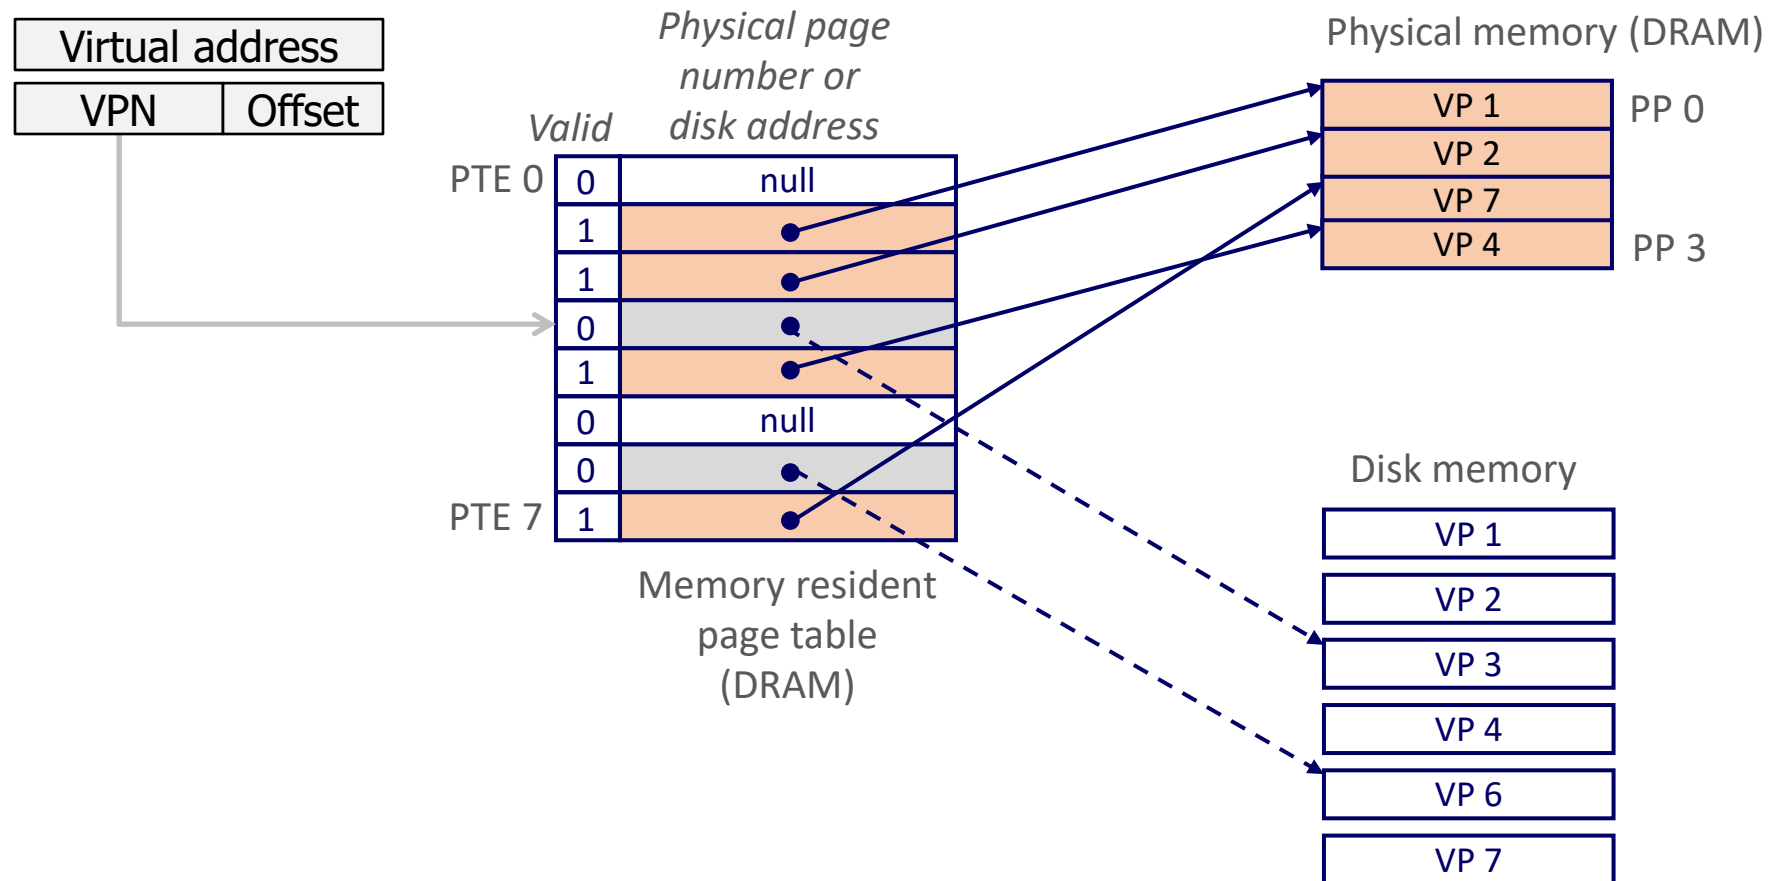 Virtual address
VPN Offset
Valid
Physical page
number or
disk address
PTE 0 0 null
1
1
0
1
0 null
0
PTE 7 1
Memory resident
page table
(DRAM)
Physical memory (DRAM)
VP 1 PP 0
VP 2
VP 7
VP 4 PP 3
Disk memory
VP 1
VP 2
VP 3
VP 4
VP 6
VP 7